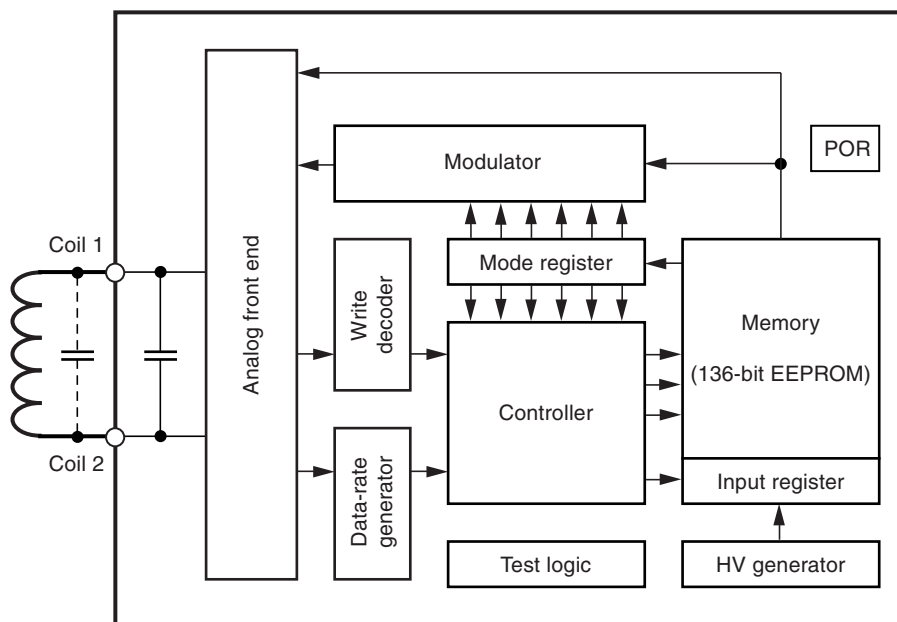 POR
Modulator
Coil 1
Analog front end
Write
decoder
Mode register
Memory
(136-bit EEPROM)
Controller
Coil 2
Data-rate
generator
Input register
Test logic
HV generator